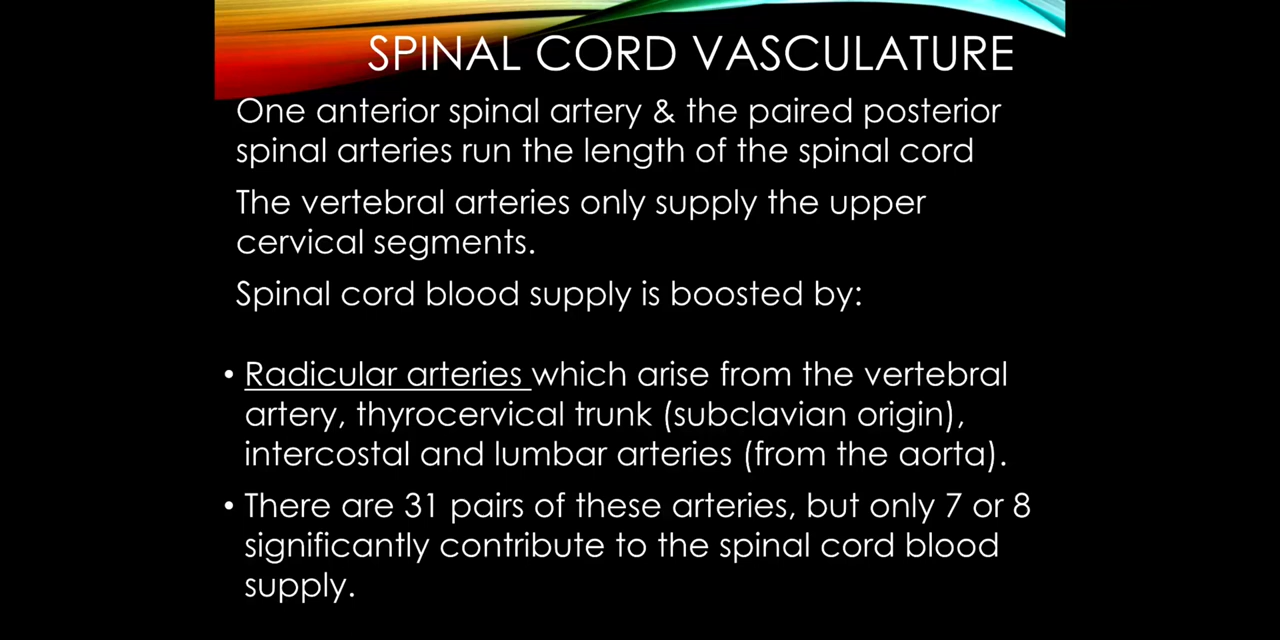 SPINAL CORD VASCULATURE
One anterior spinal artery & the paired posterior
spinal arteries run the length of the spinal cord
The vertebral arteries only supply the upper
cervical segments.
Spinal cord blood supply is boosted by:
• Radicular arteries which arise from the vertebral
artery, thyrocervical trunk (subclavian origin),
intercostal and lumbar arteries (from the aorta).
• There are 31 pairs of these arteries, but only 7 or 8
significantly contribute to the spinal cord blood
supply.